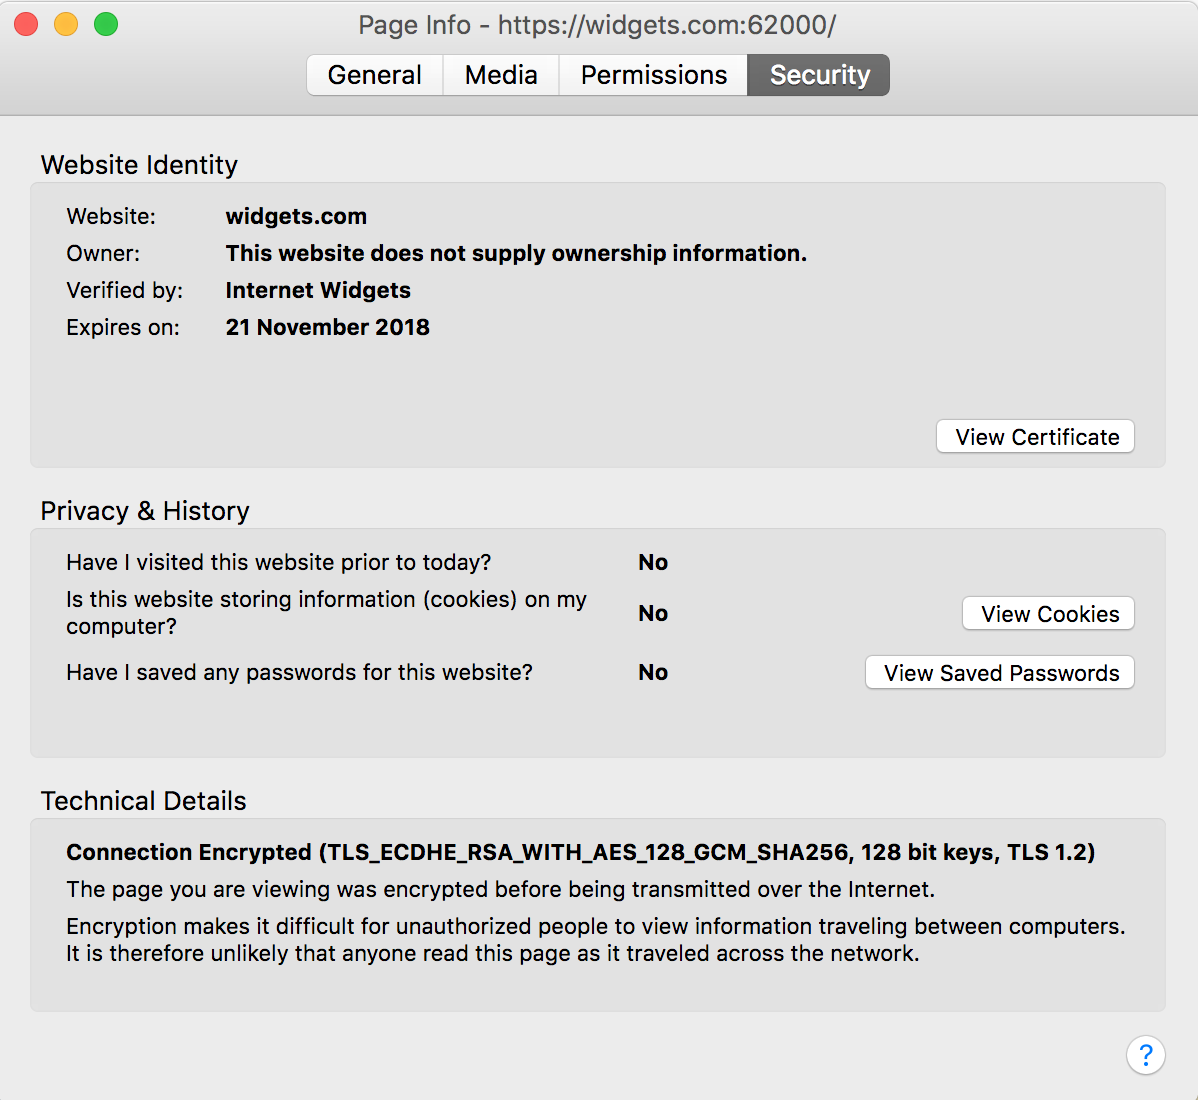 Page Info - https://widgets.com:62000/
General Media Permissions Security
Website Identity
Website: widgets.com
Owner: This website does not supply ownership information.
Verified by: Internet Widgets
Expires on: 21 November 2018
View Certificate
Privacy & History
Have I visited this website prior to today? No
Is this website storing information (cookies) on my
computer? No View Cookies
Have I saved any passwords for this website? No View Saved Passwords
Technical Details
Connection Encrypted (TLS_ECDHE_RSA_WITH_AES_128_GCM_SHA256, 128 bit keys, TLS 1.2)
The page you are viewing was encrypted before being transmitted over the Internet.
Encryption makes it difficult for unauthorized people to view information traveling between computers.
It is therefore unlikely that anyone read this page as it traveled across the network.
?